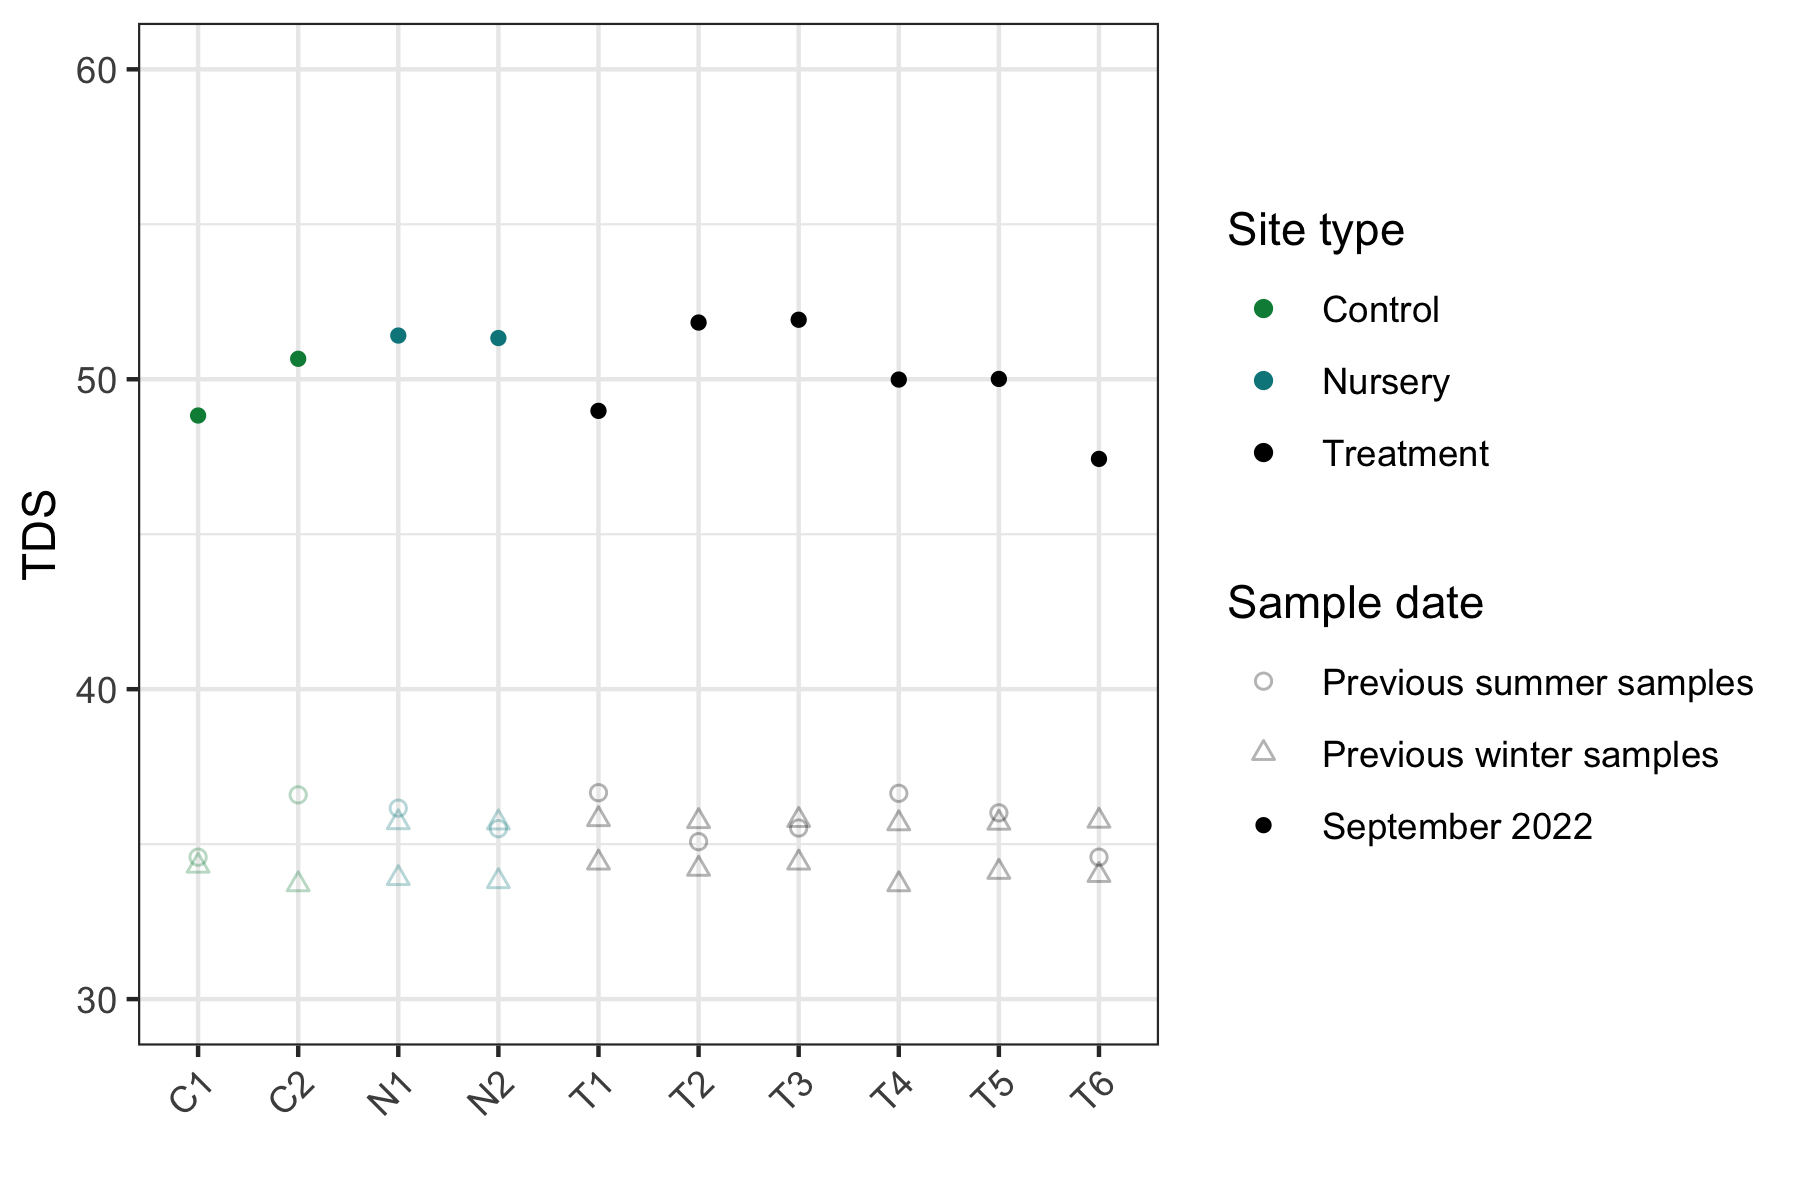 60
50
40
30
TDS
C1
C2
N1
N2
T1
T2
T3
T4
T5
T6
Site type
Control
Nursery
Treatment
Sample date
Previous summer samples
Previous winter samples
September 2022